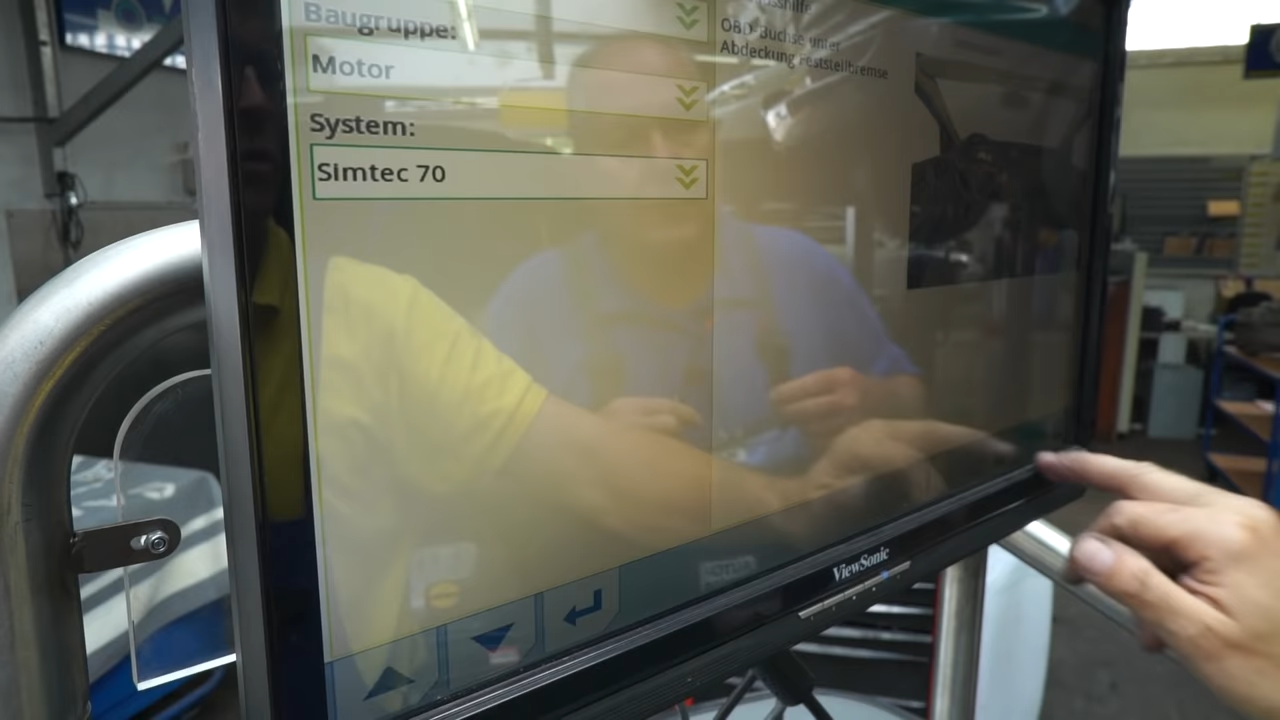 Baugruppe:
Motor
System:
Simtec 70
OBD-Buchse unter
Abdeckung Feststellbremse
ViewSonic